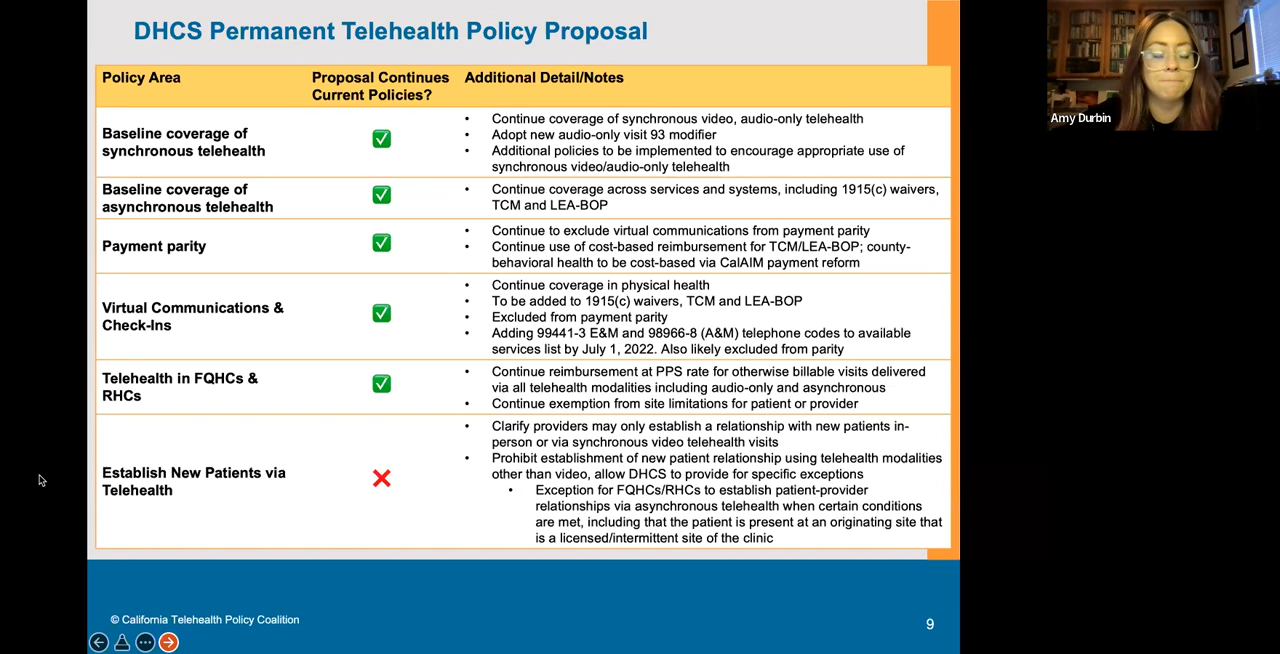 DHCS Permanent Telehealth Policy Proposal
Policy Area
Proposal Continues
Current Policies?
Additional Detail/Notes
Baseline coverage of
synchronous telehealth
• Continue coverage of synchronous video, audio-only telehealth
• Adopt new audio-only visit 93 modifier
• Additional policies to be implemented to encourage appropriate use of
synchronous video/audio-only telehealth
Baseline coverage of
asynchronous telehealth
• Continue coverage across services and systems, including 1915(c) waivers,
TCM and LEA-BOP
Payment parity
• Continue to exclude virtual communications from payment parity
• Continue use of cost-based reimbursement for TCM/LEA-BOP; county-
behavioral health to be cost-based via CalAIM payment reform
Virtual Communications &
Check-Ins
• Continue coverage in physical health
• To be added to 1915(c) waivers, TCM and LEA-BOP
• Excluded from payment parity
• Adding 99441-3 E&M and 98966-8 (A&M) telephone codes to available
services list by July 1, 2022. Also likely excluded from parity
Telehealth in FQHCs &
RHCs
• Continue reimbursement at PPS rate for otherwise billable visits delivered
via all telehealth modalities including audio-only and asynchronous
• Continue exemption from site limitations for patient or provider
Establish New Patients via
Telehealth
• Clarify providers may only establish a relationship with new patients in-
person or via synchronous video telehealth visits
• Prohibit establishment of new patient relationship using telehealth modalities
other than video, allow DHCS to provide for specific exceptions
• Exception for FQHCs/RHCs to establish patient-provider
relationships via asynchronous telehealth when certain conditions
are met, including that the patient is present at an originating site that
is a licensed/intermittent site of the clinic
© California Telehealth Policy Coalition
9
Amy Durbin